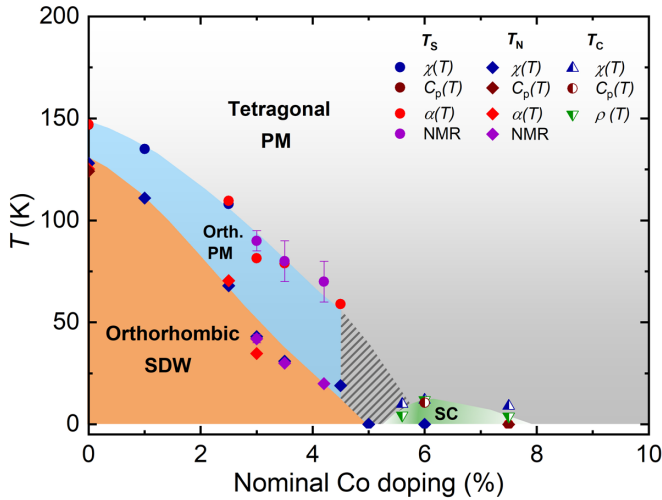 200
150
100
50
0
T (K)
0
2
4
6
8
10
Nominal Co doping (%)
T_S T_N T_C
χ(T) χ(T) χ(T)
C_p(T) C_p(T) C_p(T)
α(T) α(T) ρ (T)
NMR NMR
Tetragonal
PM
Orth.
PM
Orthorhombic
SDW
SC